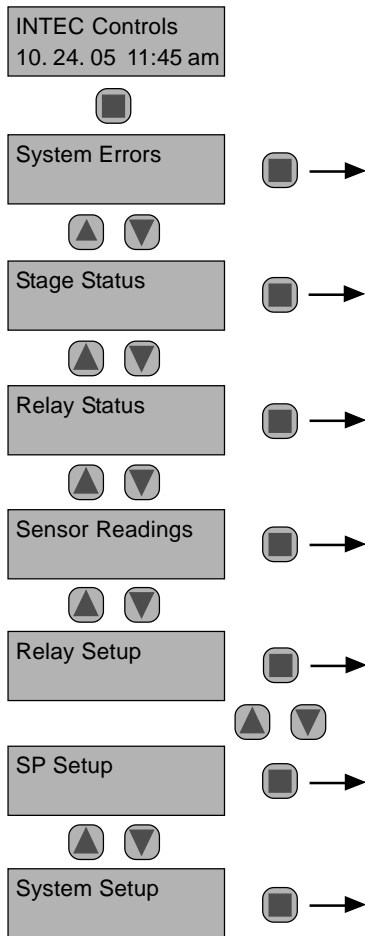 INTEC Controls
10. 24. 05 11:45 am
System Errors
Stage Status
Relay Status
Sensor Readings
Relay Setup
SP Setup
System Setup